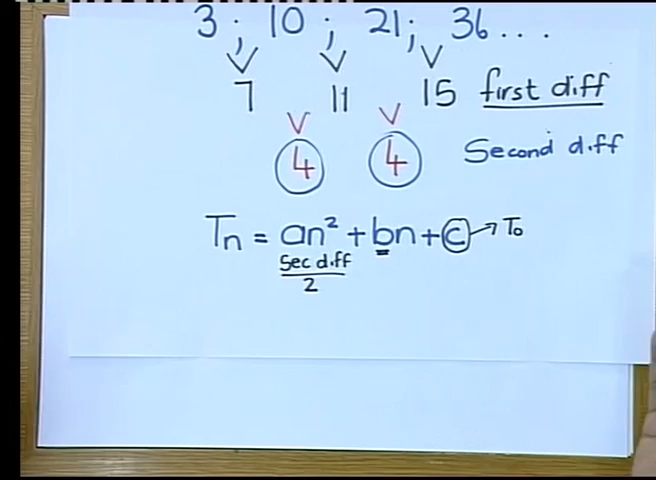 3 ; 10 ; 21 ; 36 ...
7 11 15 first diff
4 4 Second diff
Tn = an² + bn + c → T₀
Sec diff
2